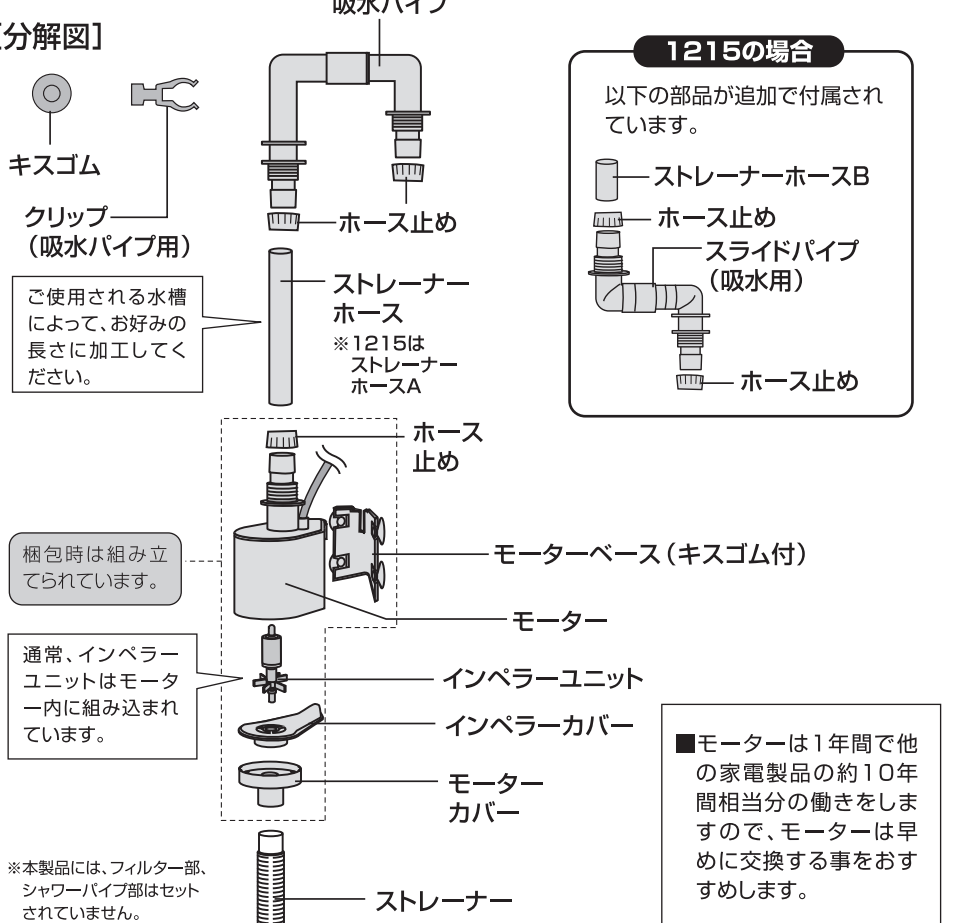 吸水パイプ
［分解図］
キスゴム
クリップ
（吸水パイプ用）
ホース止め
ご使用される水槽
によって、お好みの
長さに加工してく
ださい。
ストレーナー
ホース
※1215は
ストレーナー
ホースA
1215の場合
以下の部品が追加で付属され
ています。
ストレーナーホースB
ホース止め
スライドパイプ
（吸水用）
ホース止め
ホース
止め
梱包時は組み立
てられています。
モーターベース（キスゴム付）
モーター
通常、インペラー
ユニットはモータ
ー内に組み込まれ
ています。
インペラーユニット
インペラーカバー
モーター
カバー
※本製品には、フィルター部、
シャワーパイプ部はセット
されていません。
ストレーナー
■モーターは1年間で他
の家電製品の約10年
間相当分の働きをしま
すので、モーターは早
めに交換する事をおす
すめします。